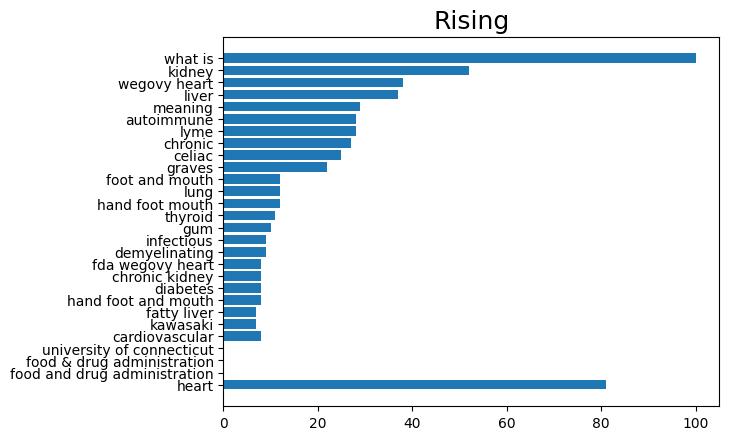 Rising
what is
kidney
wegovy heart
liver
meaning
autoimmune
lyme
chronic
celiac
graves
foot and mouth
lung
hand foot mouth
thyroid
gum
infectious
demyelinating
fda wegovy heart
chronic kidney
diabetes
hand foot and mouth
fatty liver
kawasaki
cardiovascular
university of connecticut
food & drug administration
food and drug administration
heart
0 20 40 60 80 100